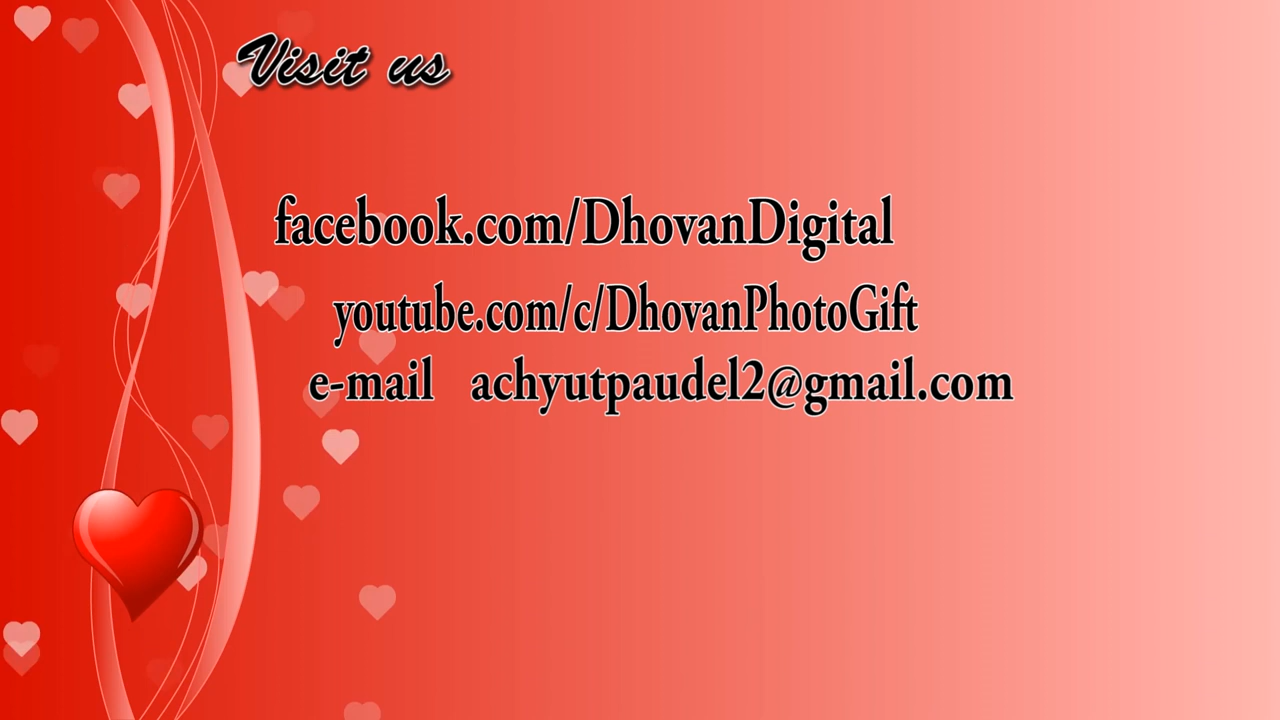 Visit us
facebook.com/DhovanDigital
youtube.com/c/DhovanPhotoGift
e-mail achyutpaudel2@gmail.com